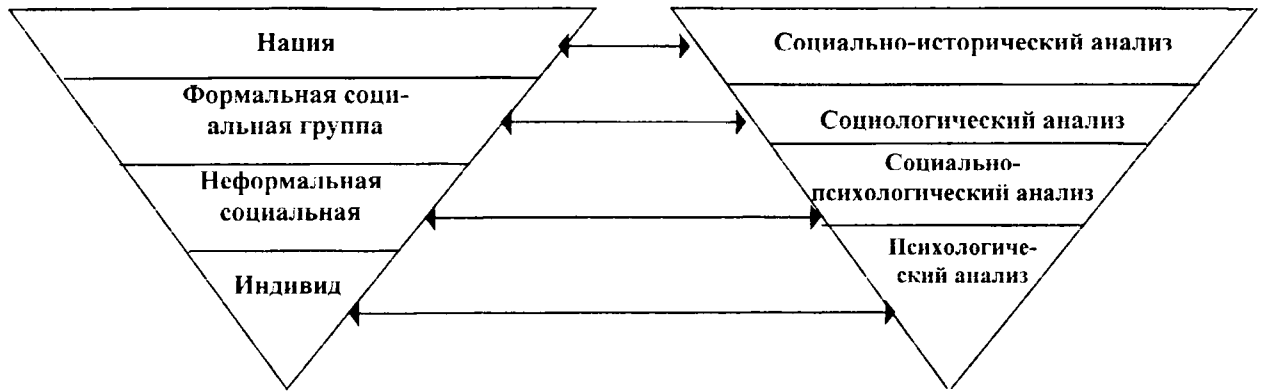 Нация
Формальная соци-
альная группа
Неформальная
социальная
Индивид
Социально-исторический анализ
Социологический анализ
Социально-
психологический анализ
Психологиче-
ский анализ